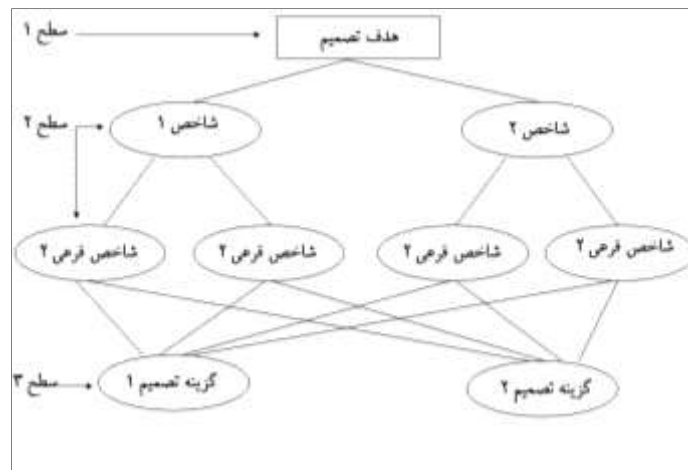 سطح ۱
هدف تصمیم
شاخص ۱
شاخص ۲
سطح ۲
شاخص فرعی ۲
شاخص فرعی ۲
شاخص فرعی ۲
شاخص فرعی ۲
سطح ۳
گزینه تصمیم ۱
گزینه تصمیم ۲